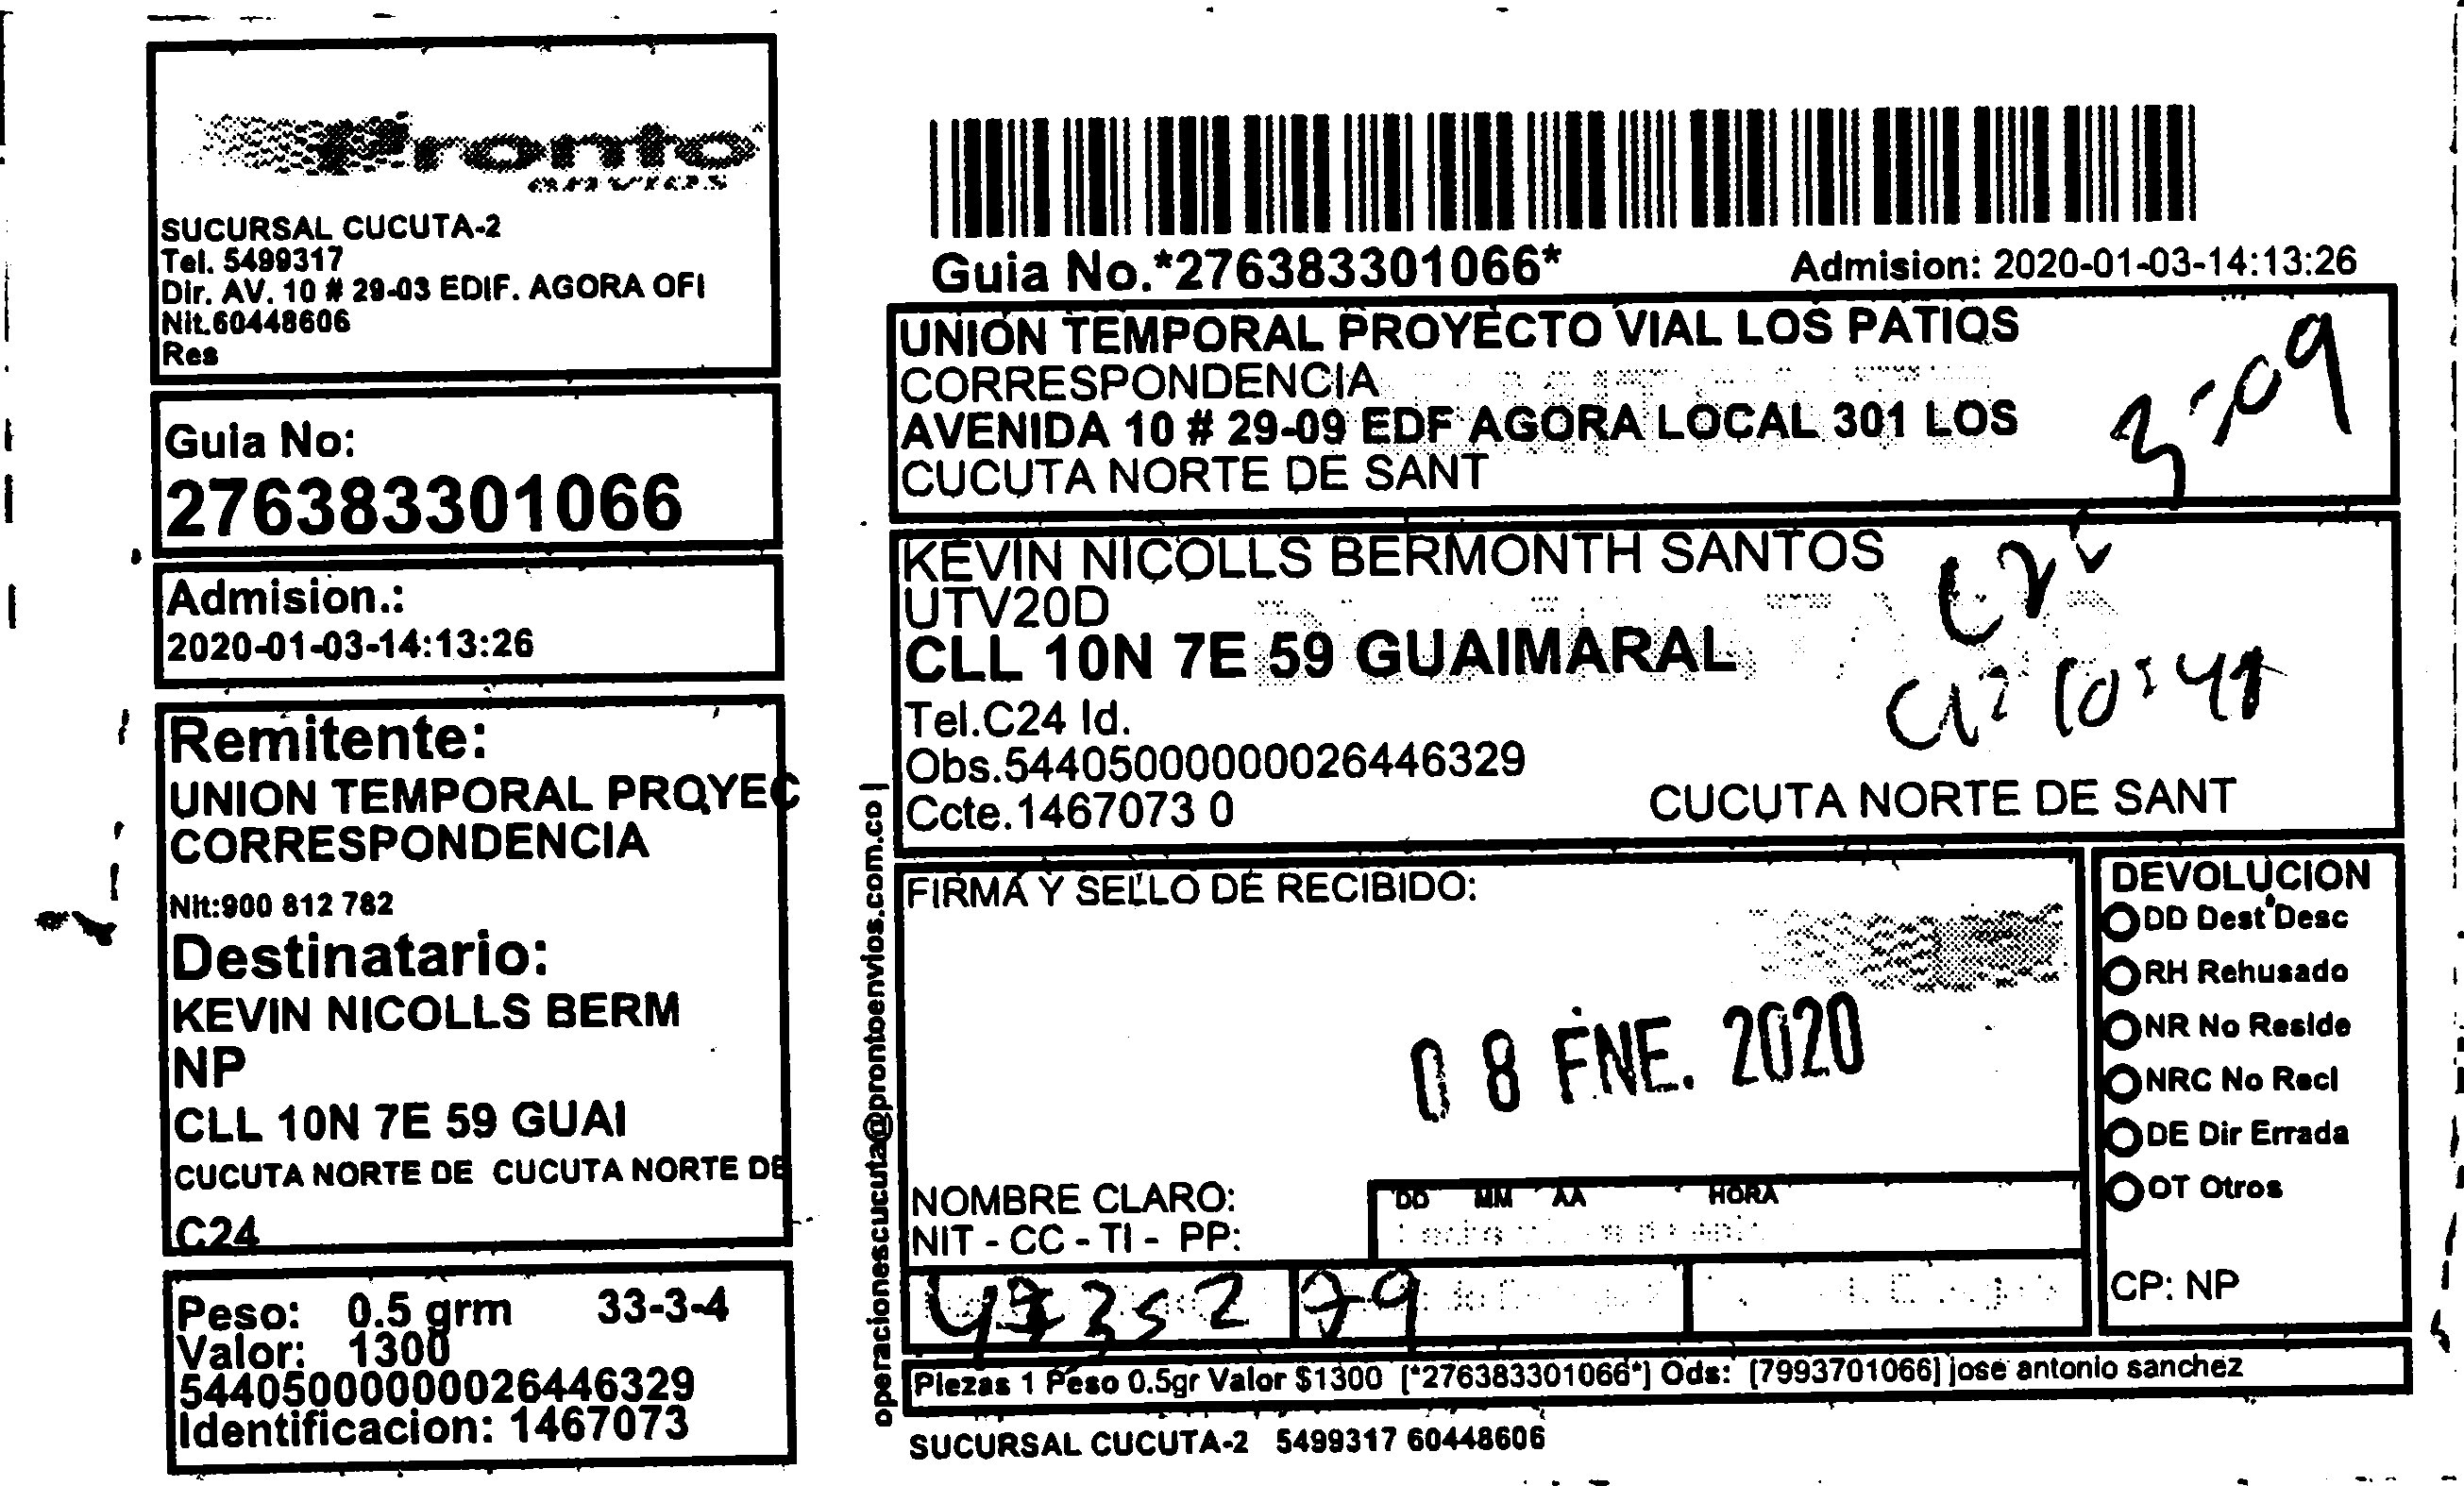 Pronto
envios
SUCURSAL CUCUTA-2
Tel. 5499317
Dir. AV. 10 # 29-03 EDIF. AGORA OFI
Nit.60448606
Res
Guia No:
276383301066
Admision.:
2020-01-03-14:13:26
Remitente:
UNION TEMPORAL PROYEC
CORRESPONDENCIA
Nit:900 812 782
Destinatario:
KEVIN NICOLLS BERM
NP
CLL 10N 7E 59 GUAI
CUCUTA NORTE DE CUCUTA NORTE DE
C24
Peso: 0.5 grm 33-3-4
Valor: 1300
544050000000026446329
Identificacion: 1467073
operacionescucuta@prontoenvios.com.co |
Guia No.*276383301066*
Admision: 2020-01-03-14:13:26
UNION TEMPORAL PROYECTO VIAL LOS PATIOS
CORRESPONDENCIA
AVENIDA 10 # 29-09 EDF AGORA LOCAL 301 LOS
CUCUTA NORTE DE SANT
3-09
KEVIN NICOLLS BERMONTH SANTOS
UTV20D
CLL 10N 7E 59 GUAIMARAL
Tel.C24 Id.
Obs.544050000000026446329
Ccte.1467073 0
CUCUTA NORTE DE SANT
FIRMA Y SELLO DE RECIBIDO:
08 ENE. 2020
NOMBRE CLARO:
NIT - CC - TI - PP:
DD MM AA HORA
DEVOLUCION
DD Dest Desc
RH Rehusado
NR No Reside
NRC No Recl
DE Dir Errada
OT Otros
CP: NP
Piezas 1 Peso 0.5gr Valor $1300 [*276383301066*] Ods: [7993701066] jose antonio sanchez
SUCURSAL CUCUTA-2 5499317 60448606